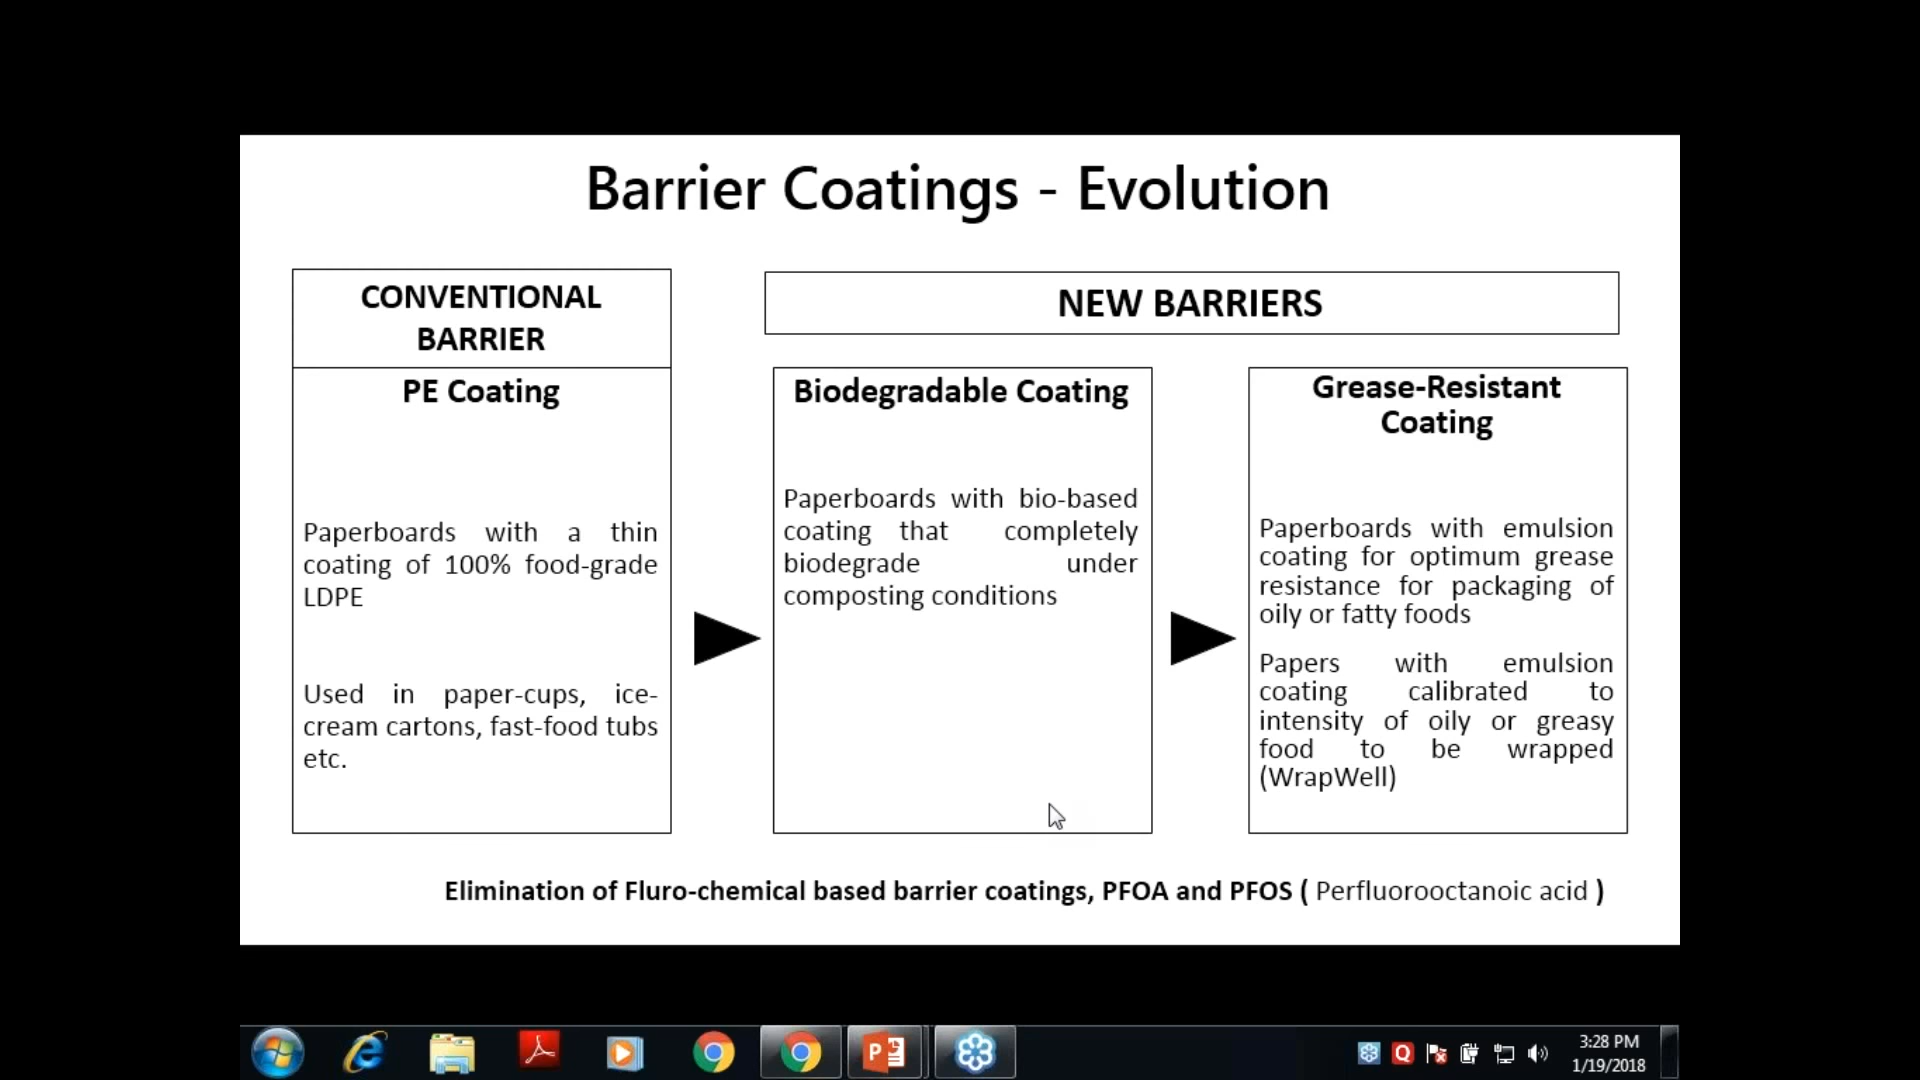 Barrier Coatings - Evolution
CONVENTIONAL
BARRIER
PE Coating
Paperboards with a thin
coating of 100% food-grade
LDPE
Used in paper-cups, ice-
cream cartons, fast-food tubs
etc.
NEW BARRIERS
Biodegradable Coating
Paperboards with bio-based
coating that completely
biodegrade under
composting conditions
Grease-Resistant
Coating
Paperboards with emulsion
coating for optimum grease
resistance for packaging of
oily or fatty foods
Papers with emulsion
coating calibrated to
intensity of oily or greasy
food to be wrapped
(WrapWell)
Elimination of Fluro-chemical based barrier coatings, PFOA and PFOS ( Perfluorooctanoic acid )
3:28 PM
1/19/2018